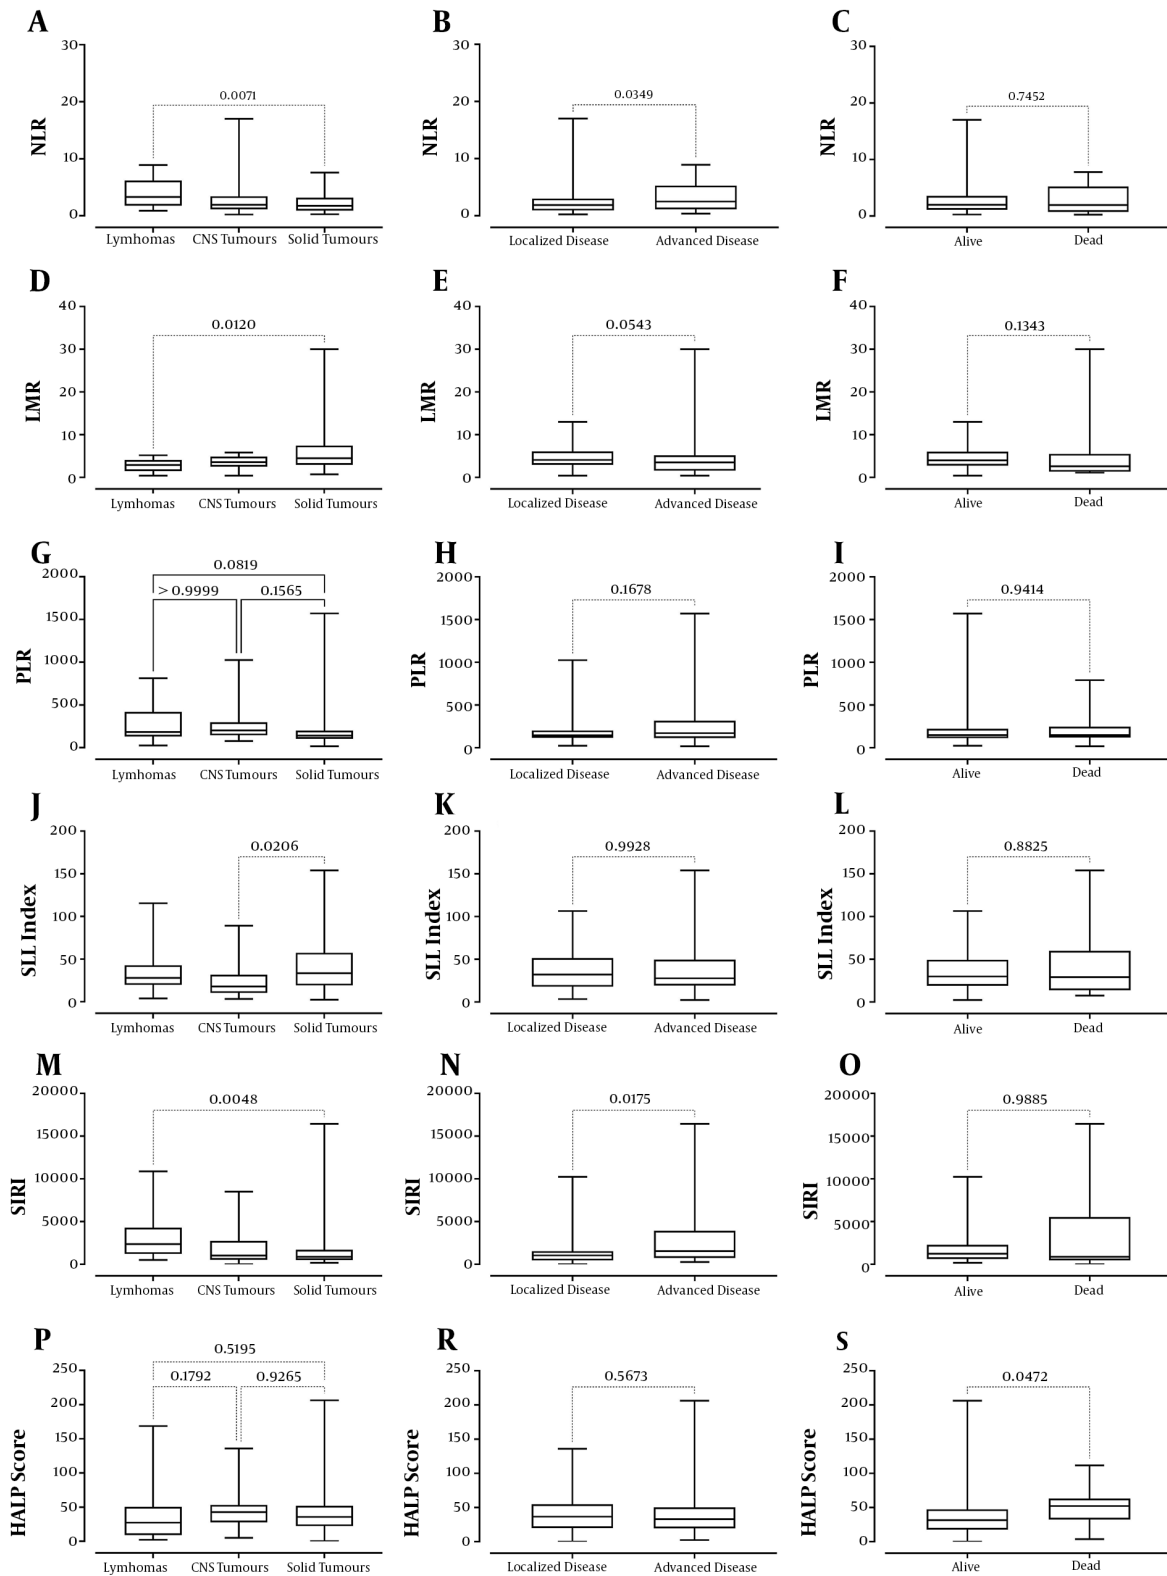 A
B
C
30
20
10
0
NLR
0.0071
Lymhomas
CNS Tumours
Solid Tumours
30
20
10
0
NLR
0.0349
Localized Disease
Advanced Disease
30
20
10
0
NLR
0.7452
Alive
Dead
D
E
F
40
30
20
10
0
LMR
0.0120
Lymhomas
CNS Tumours
Solid Tumours
40
30
20
10
0
LMR
0.0543
Localized Disease
Advanced Disease
40
30
20
10
0
LMR
0.1343
Alive
Dead
G
H
I
2000
1500
1000
500
0
PLR
0.0819
> 0.9999
0.1565
Lymhomas
CNS Tumours
Solid Tumours
2000
1500
1000
500
0
PLR
0.1678
Localized Disease
Advanced Disease
2000
1500
1000
500
0
PLR
0.9414
Alive
Dead
J
K
L
200
150
100
50
0
SLL Index
0.0206
Lymhomas
CNS Tumours
Solid Tumours
200
150
100
50
0
SLL Index
0.9928
Localized Disease
Advanced Disease
200
150
100
50
0
SLL Index
0.8825
Alive
Dead
M
N
O
20000
15000
10000
5000
0
SIRI
0.0048
Lymhomas
CNS Tumours
Solid Tumours
20000
15000
10000
5000
0
SIRI
0.0175
Localized Disease
Advanced Disease
20000
15000
10000
5000
0
SIRI
0.9885
Alive
Dead
P
R
S
250
200
150
100
50
0
HALP Score
0.5195
0.1792
0.9265
Lymhomas
CNS Tumours
Solid Tumours
250
200
150
100
50
0
HALP Score
0.5673
Localized Disease
Advanced Disease
250
200
150
100
50
0
HALP Score
0.0472
Alive
Dead